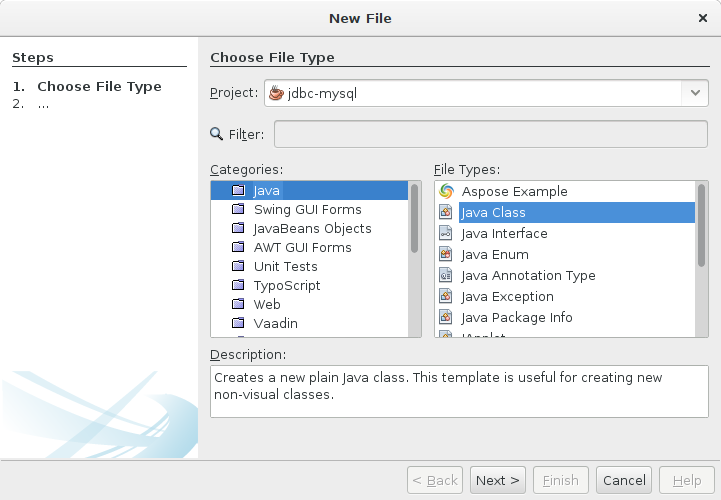 New File
Steps
1. Choose File Type
2. ...
Choose File Type
Project: jdbc-mysql
Filter:
Categories:
Java
Swing GUI Forms
JavaBeans Objects
AWT GUI Forms
Unit Tests
TypoScript
Web
Vaadin
File Types:
Aspose Example
Java Class
Java Interface
Java Enum
Java Annotation Type
Java Exception
Java Package Info
JApplet
Description:
Creates a new plain Java class. This template is useful for creating new
non-visual classes.
< Back
Next >
Finish
Cancel
Help